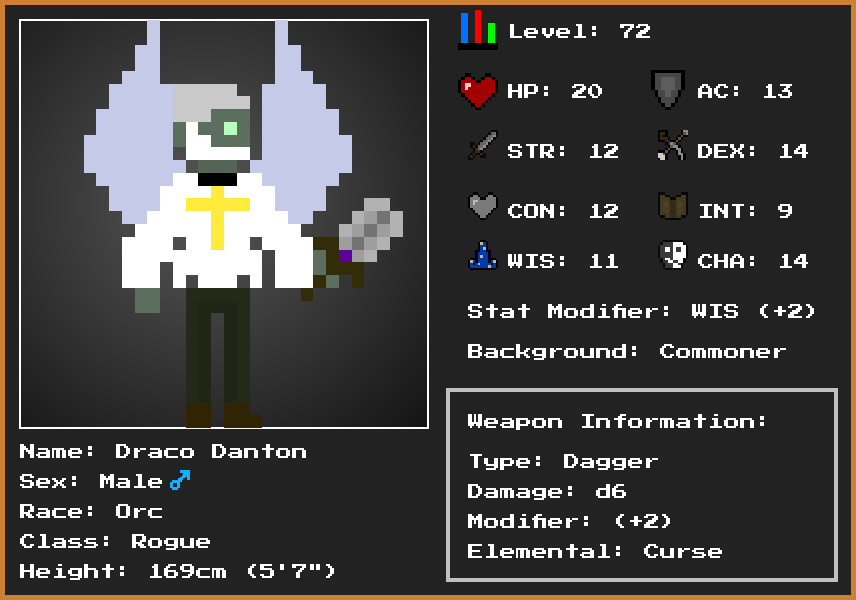 Level: 72
HP: 20
AC: 13
STR: 12
DEX: 14
CON: 12
INT: 9
WIS: 11
CHA: 14
Stat Modifier: WIS (+2)
Background: Commoner
Weapon Information:
Type: Dagger
Damage: d6
Modifier: (+2)
Elemental: Curse
Name: Draco Danton
Sex: Male ♂
Race: Orc
Class: Rogue
Height: 169cm (5'7")